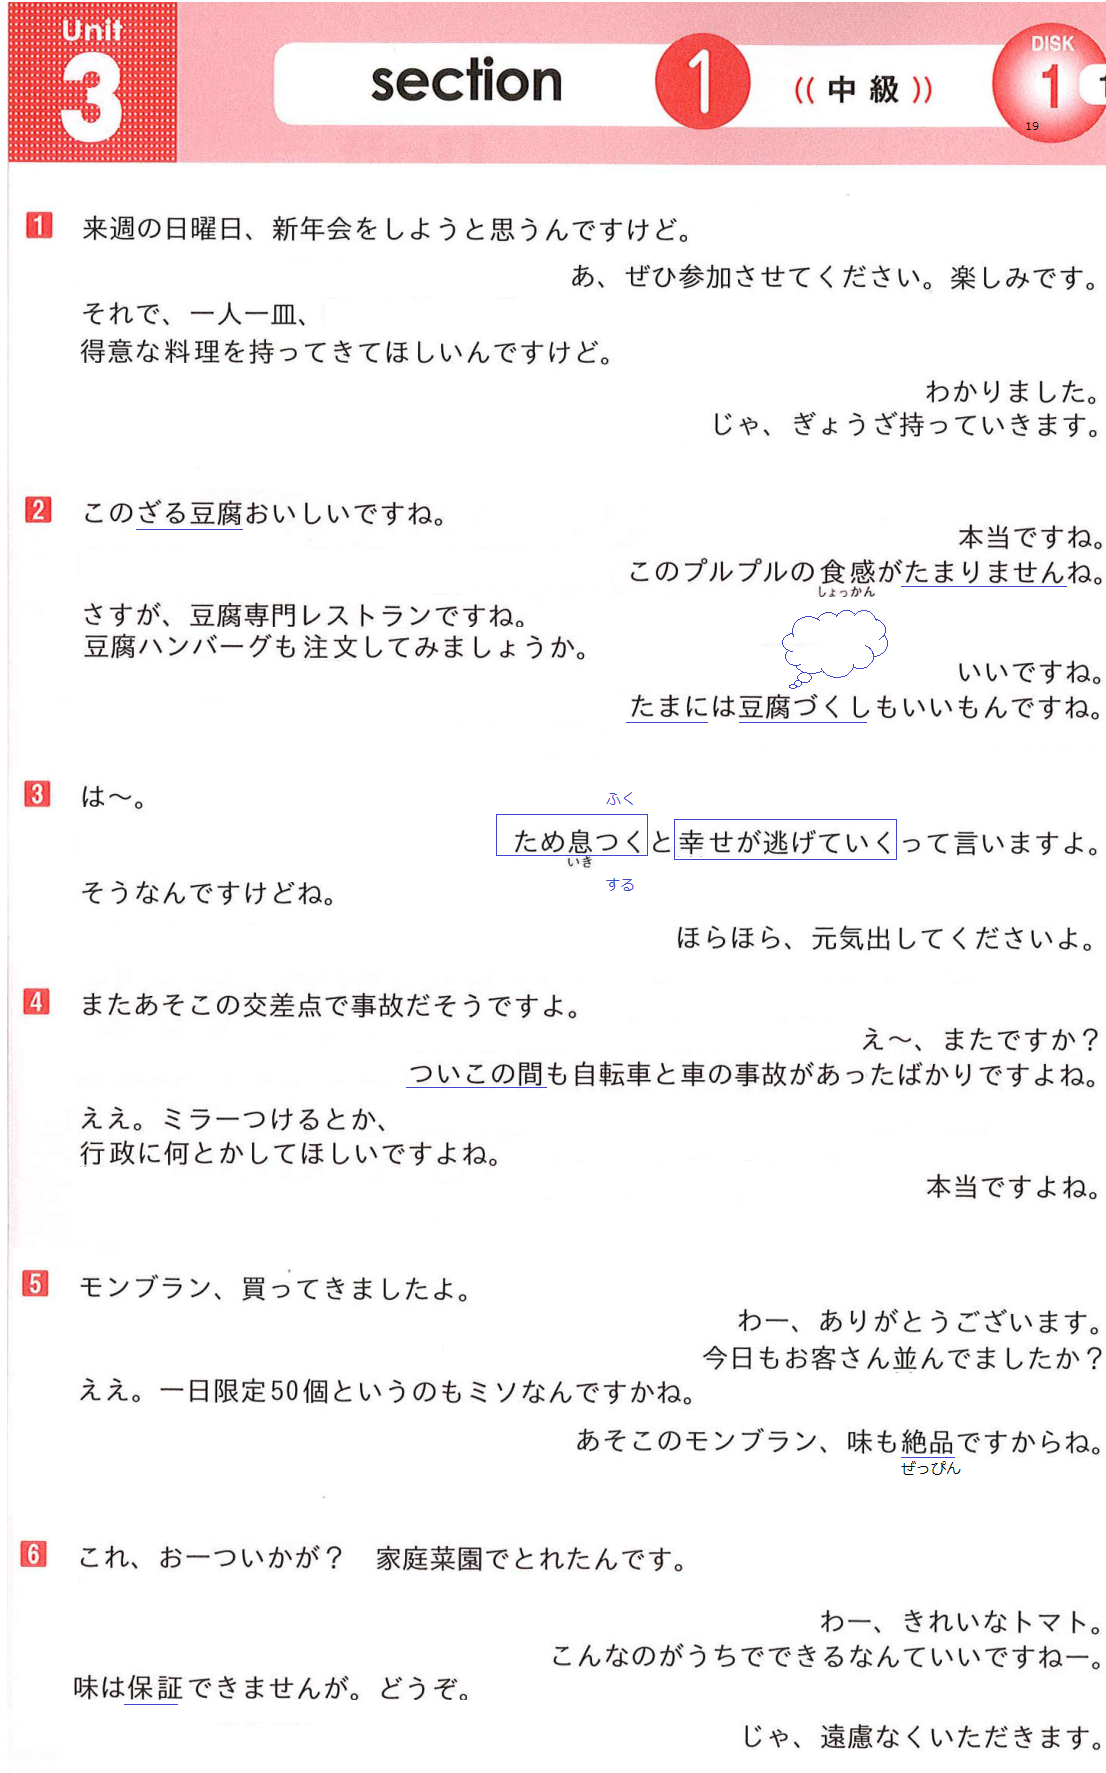 Unit
3
section 1 ((中級))
DISK
1
19
1 来週の日曜日、新年会をしようと思うんですけど。
あ、ぜひ参加させてください。楽しみです。
それで、一人一皿、
得意な料理を持ってきてほしいんですけど。
わかりました。
じゃ、ぎょうざ持っていきます。
2 このざる豆腐おいしいですね。
本当ですね。
このプルプルの食感がたまりませんね。
しょっかん
さすが、豆腐専門レストランですね。
豆腐ハンバーグも注文してみましょうか。
いいですね。
たまには豆腐づくしもいいもんですね。
3 は〜。
ふく
ため息つくと幸せが逃げていくって言いますよ。
いき
する
そうなんですけどね。
ほらほら、元気出してくださいよ。
4 またあそこの交差点で事故だそうですよ。
え〜、またですか？
ついこの間も自転車と車の事故があったばかりですよね。
ええ。ミラーつけるとか、
行政に何とかしてほしいですよね。
本当ですよね。
5 モンブラン、買ってきましたよ。
わー、ありがとうございます。
今日もお客さん並んでましたか？
ええ。一日限定50個というのもミソなんですかね。
あそこのモンブラン、味も絶品ですからね。
ぜっぴん
6 これ、お一ついかが？　家庭菜園でとれたんです。
わー、きれいなトマト。
こんなのがうちでできるなんていいですねー。
味は保証できませんが。どうぞ。
じゃ、遠慮なくいただきます。